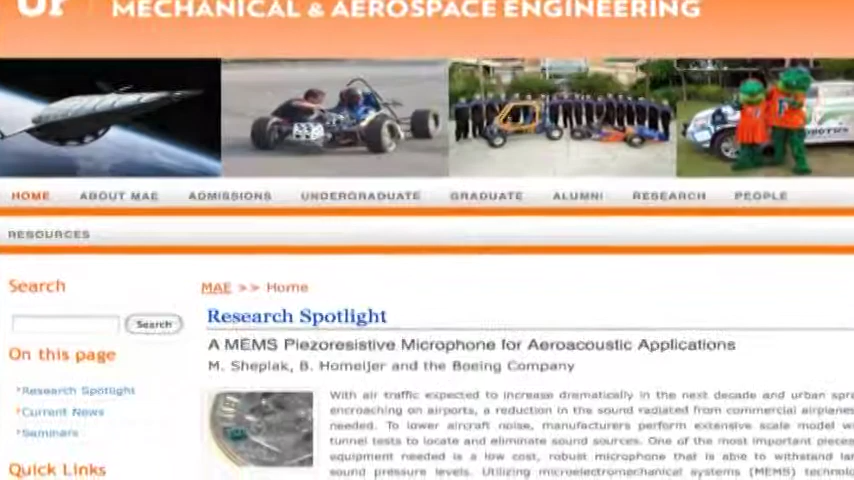 UF
MECHANICAL & AEROSPACE ENGINEERING
HOME ABOUT MAE ADMISSIONS UNDERGRADUATE GRADUATE ALUMNI RESEARCH PEOPLE
RESOURCES
Search
Search
On this page
Research Spotlight
Current News
Seminars
Quick Links
MAE >> Home
Research Spotlight
A MEMS Piezoresistive Microphone for Aeroacoustic Applications
M. Sheplak, B. Homeijer and the Boeing Company
With air traffic expected to increase dramatically in the next decade and urban
encroaching on airports, a reduction in the sound radiated from commercial airplanes
needed. To lower aircraft noise, manufacturers perform extensive scale model
tunnel tests to locate and eliminate sound sources. One of the most important
equipment needed is a low cost, robust microphone that is able to withstand
sound pressure levels. Utilizing microelectromechanical systems (MEMS)